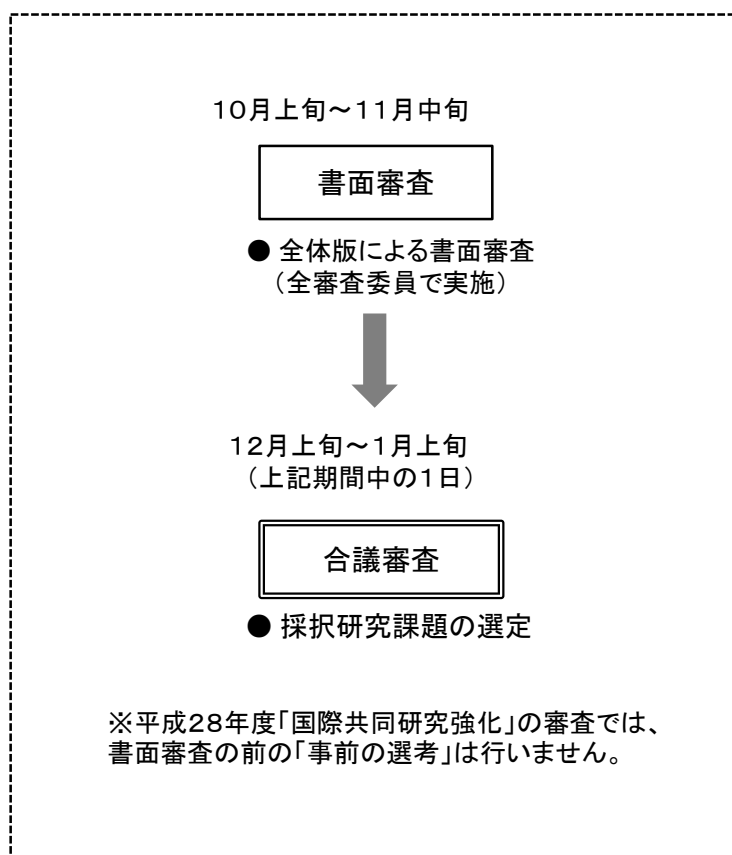 10月上旬～11月中旬
書面審査
● 全体版による書面審査
（全審査委員で実施）
12月上旬～1月上旬
（上記期間中の1日）
合議審査
● 採択研究課題の選定
※平成28年度「国際共同研究強化」の審査では、
書面審査の前の「事前の選考」は行いません。